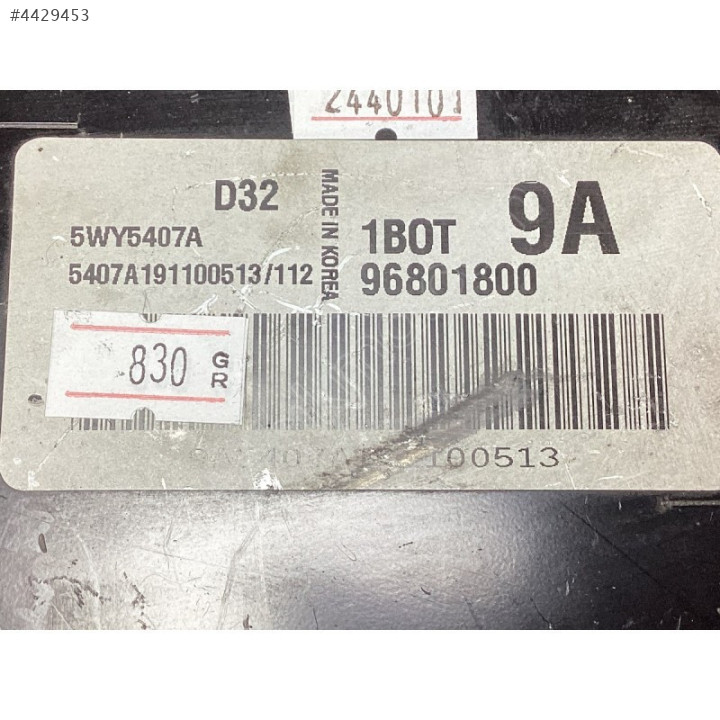 #4429453
2440101
D32
5WY5407A
5407A191100513/112
MADE IN KOREA
1BOT
9A
96801800
830
GR
100513